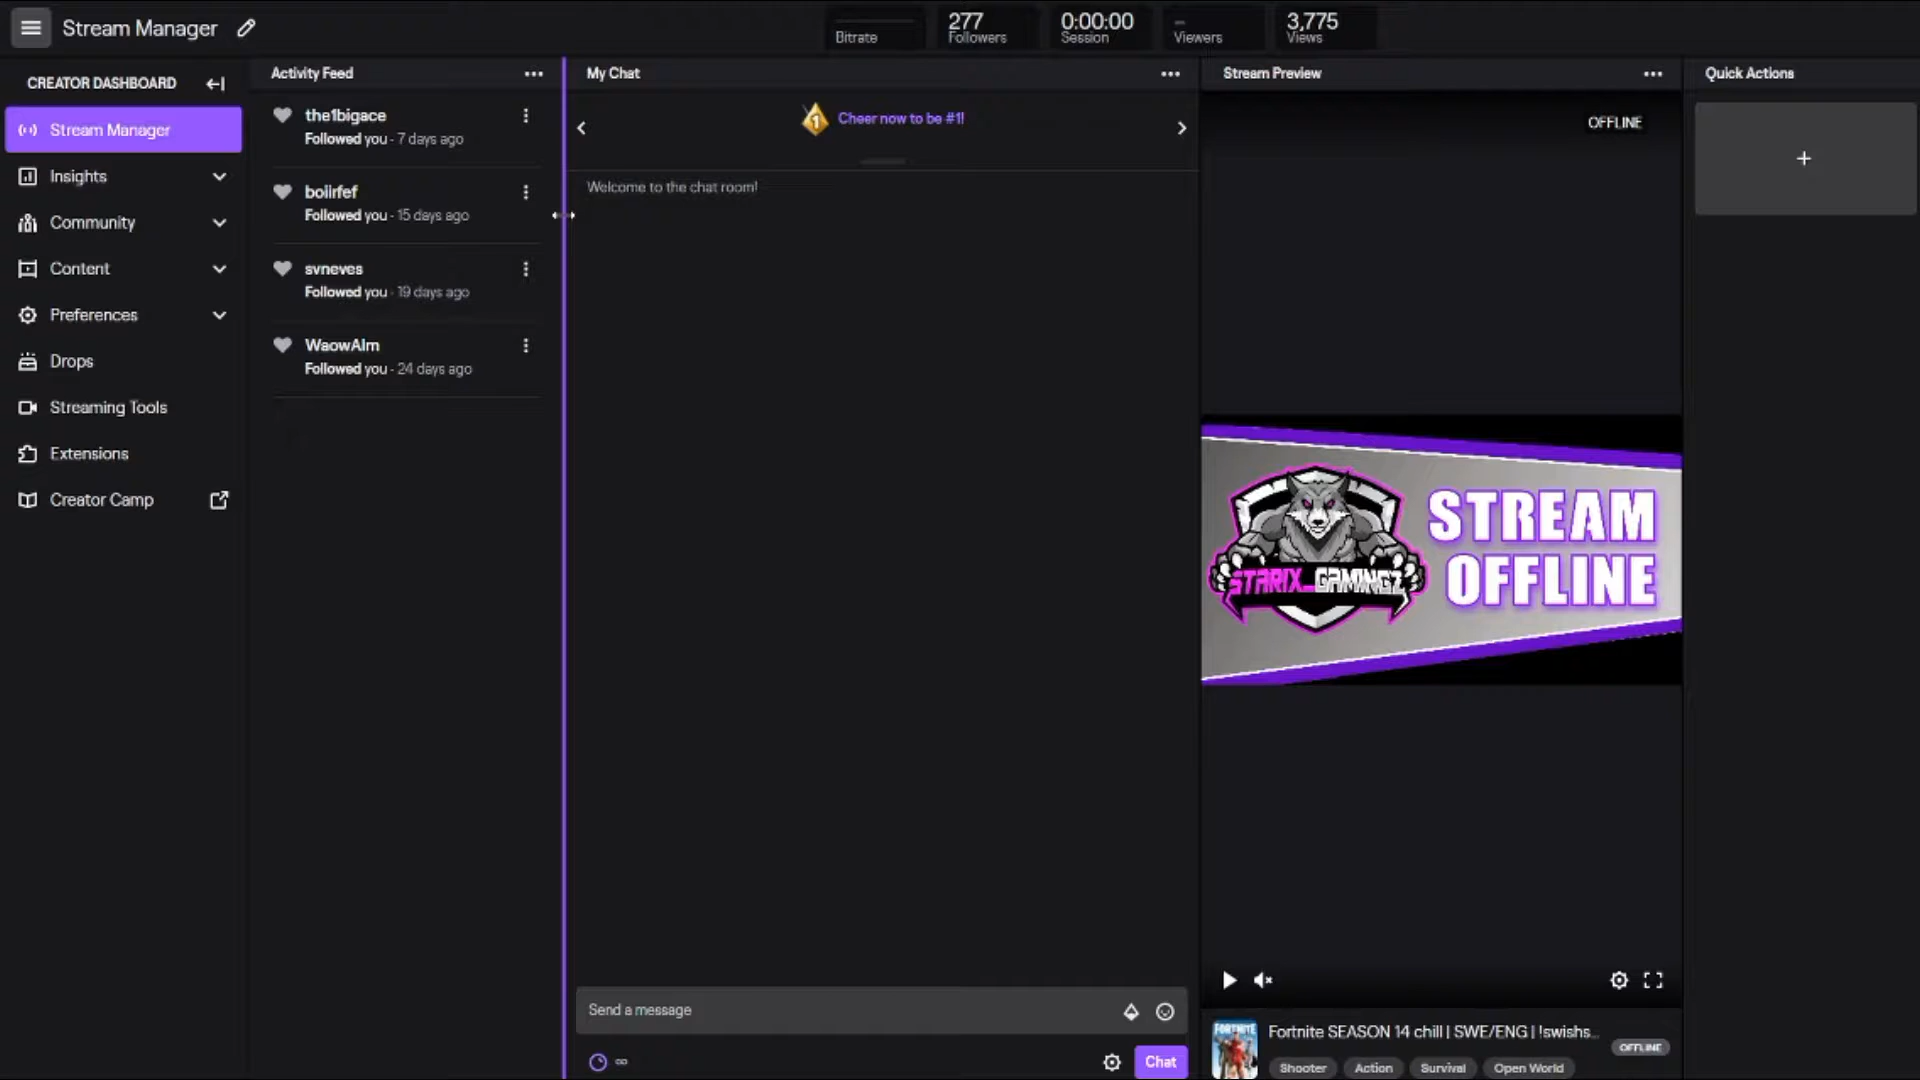 Stream Manager
Bitrate
277
Followers
0:00:00
Session
–
Viewers
3,775
Views
CREATOR DASHBOARD
Stream Manager
Insights
Community
Content
Preferences
Drops
Streaming Tools
Extensions
Creator Camp
Activity Feed
the1bigace
Followed you - 7 days ago
boiirfef
Followed you - 15 days ago
svneves
Followed you - 19 days ago
WaowAlm
Followed you - 24 days ago
My Chat
1
Cheer now to be #1!
Welcome to the chat room!
Send a message
Chat
Stream Preview
OFFLINE
STARIX_GAMINGZ
STREAM
OFFLINE
FORTNITE
Fortnite SEASON 14 chill | SWE/ENG | !swishs...
OFFLINE
Shooter
Action
Survival
Open World
Quick Actions
+